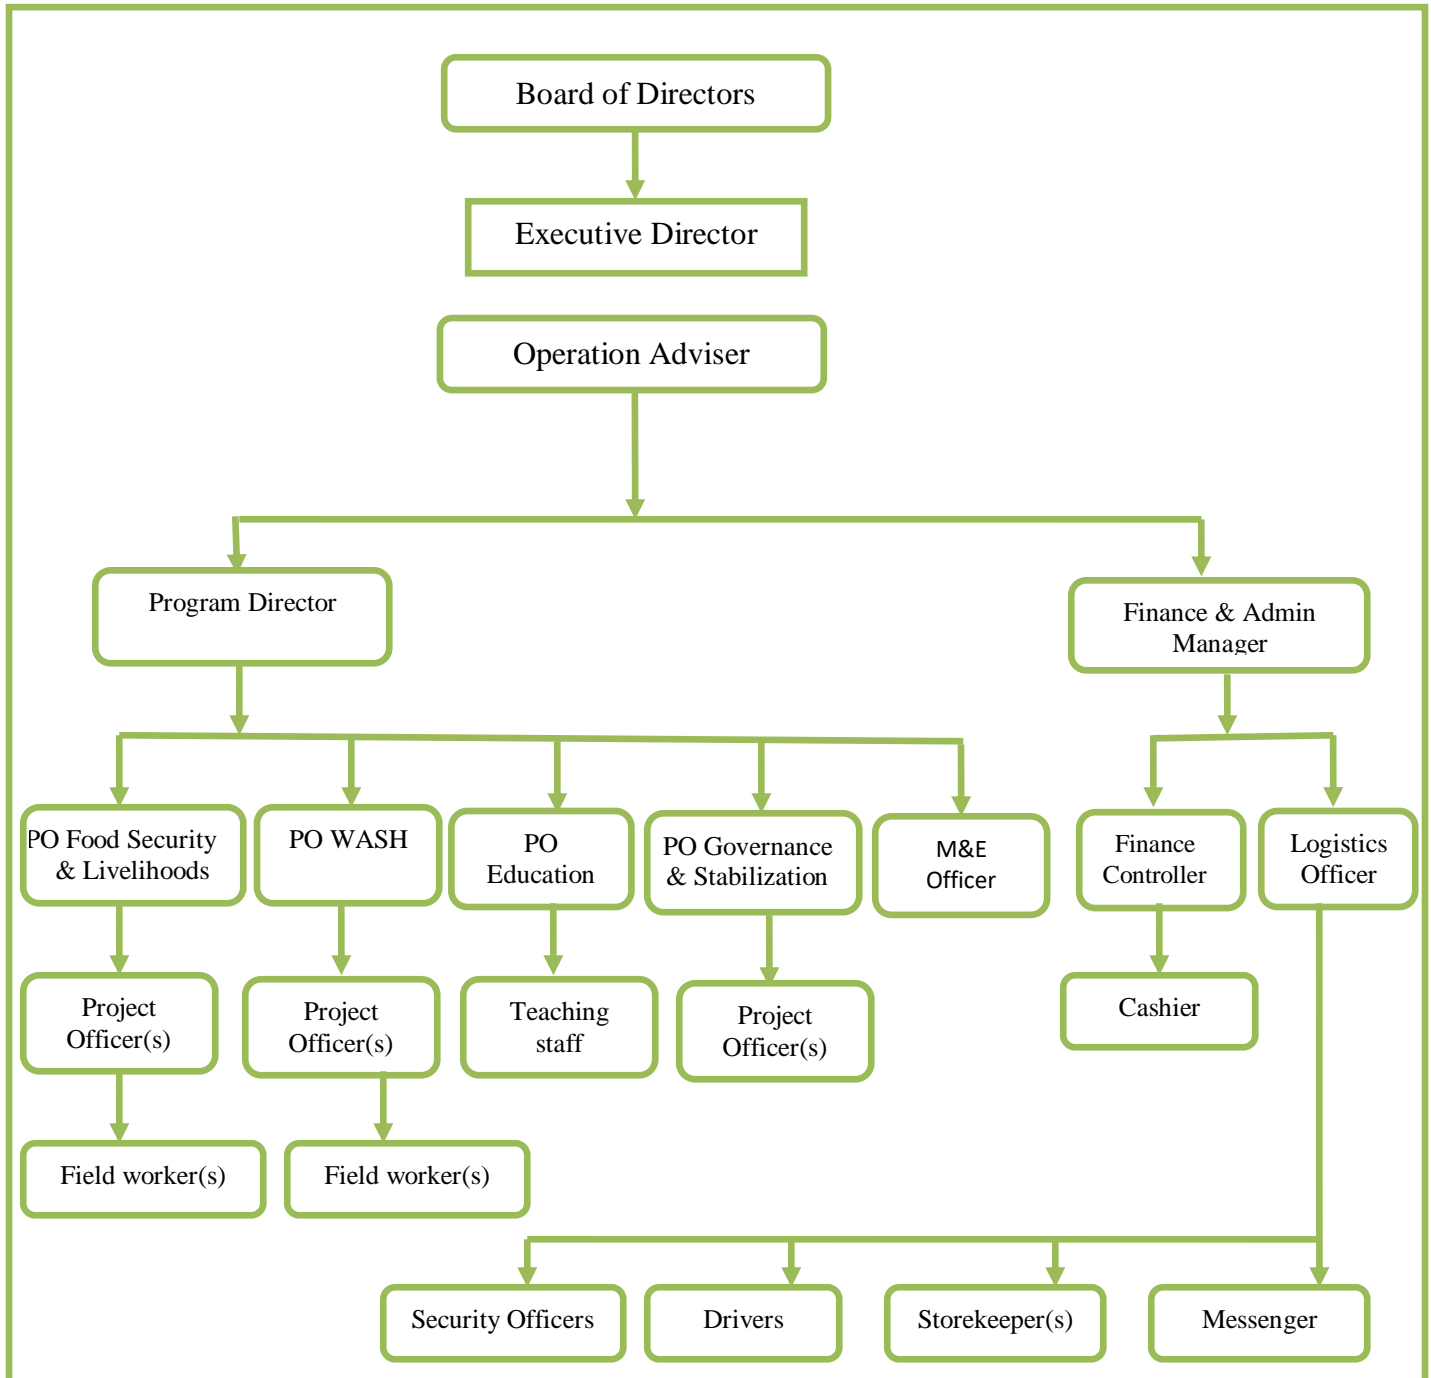 Board of Directors
Executive Director
Operation Adviser
Program Director
Finance & Admin
Manager
PO Food Security
& Livelihoods
PO WASH
PO
Education
PO Governance
& Stabilization
M&E
Officer
Finance
Controller
Logistics
Officer
Project
Officer(s)
Project
Officer(s)
Teaching
staff
Project
Officer(s)
Cashier
Field worker(s)
Field worker(s)
Security Officers
Drivers
Storekeeper(s)
Messenger